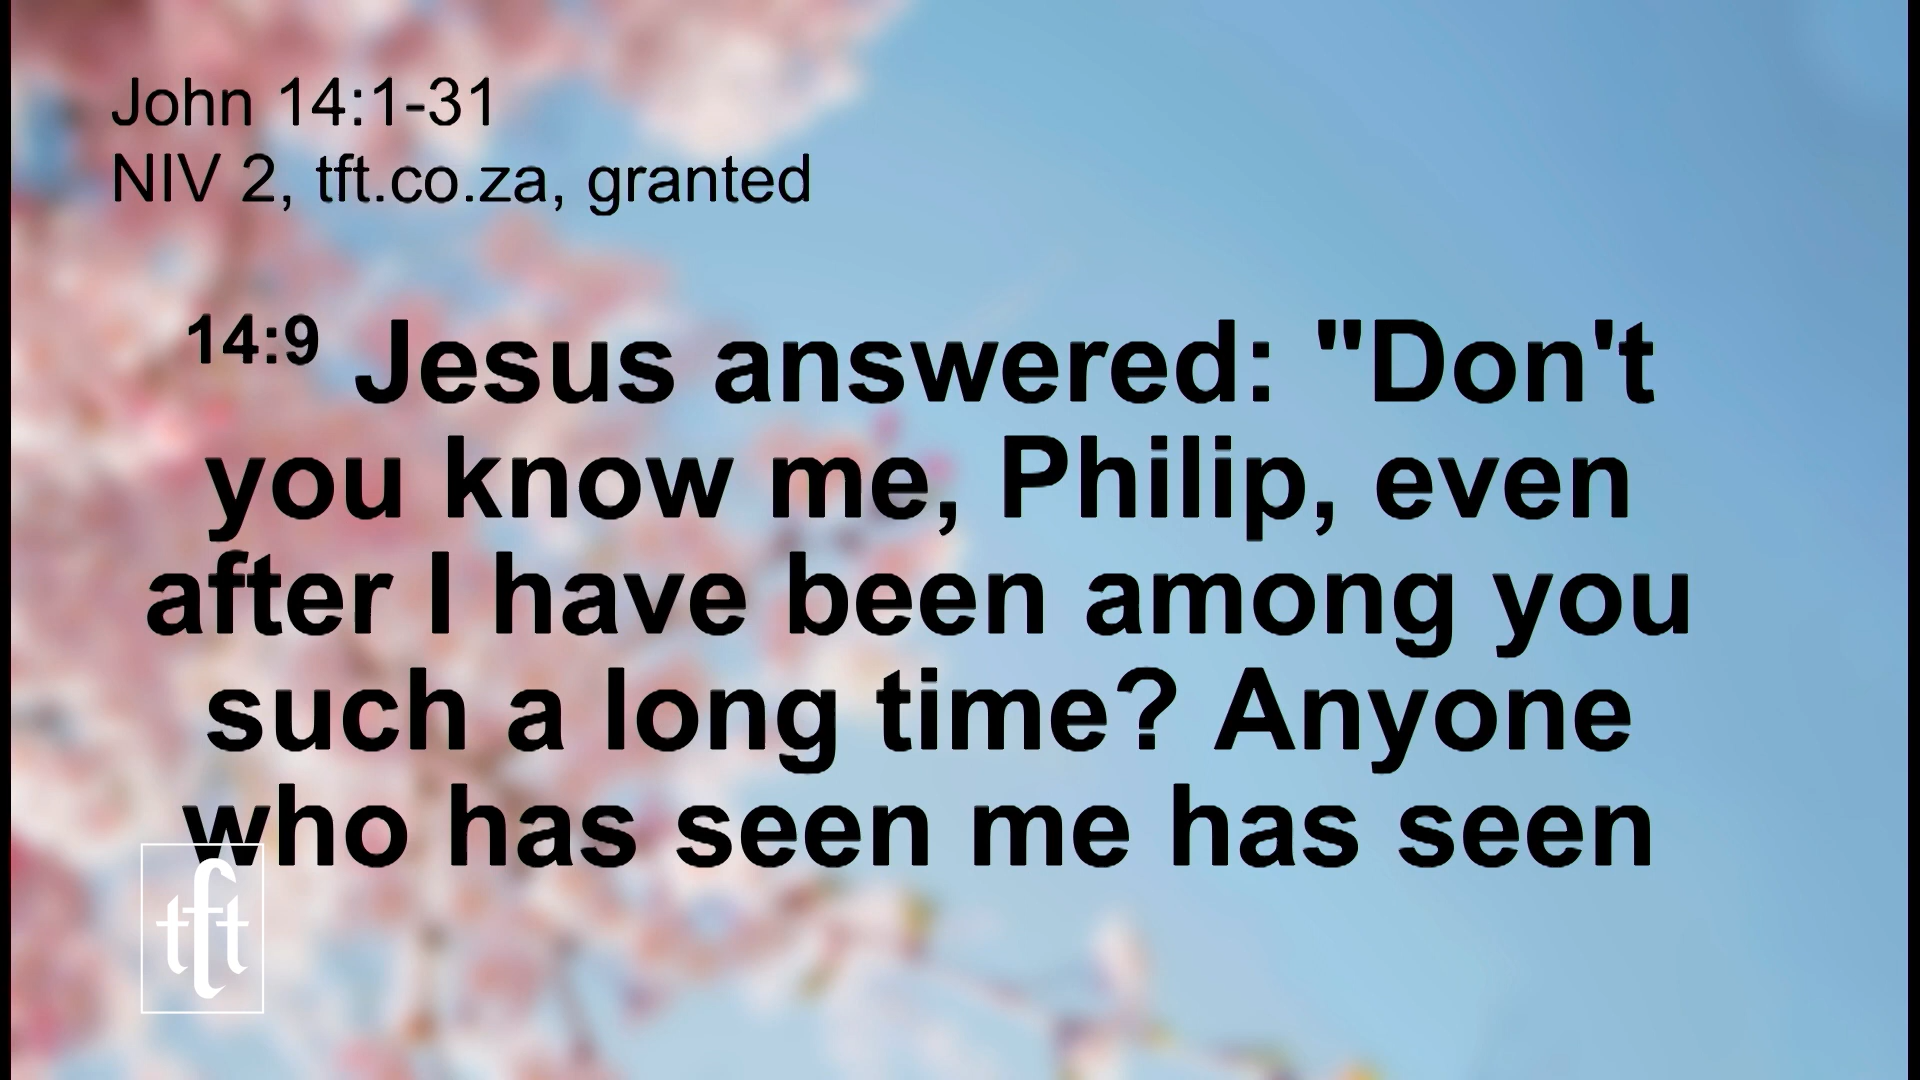 John 14:1-31
NIV 2, tft.co.za, granted
14:9 Jesus answered: "Don't
you know me, Philip, even
after I have been among you
such a long time? Anyone
who has seen me has seen
tft